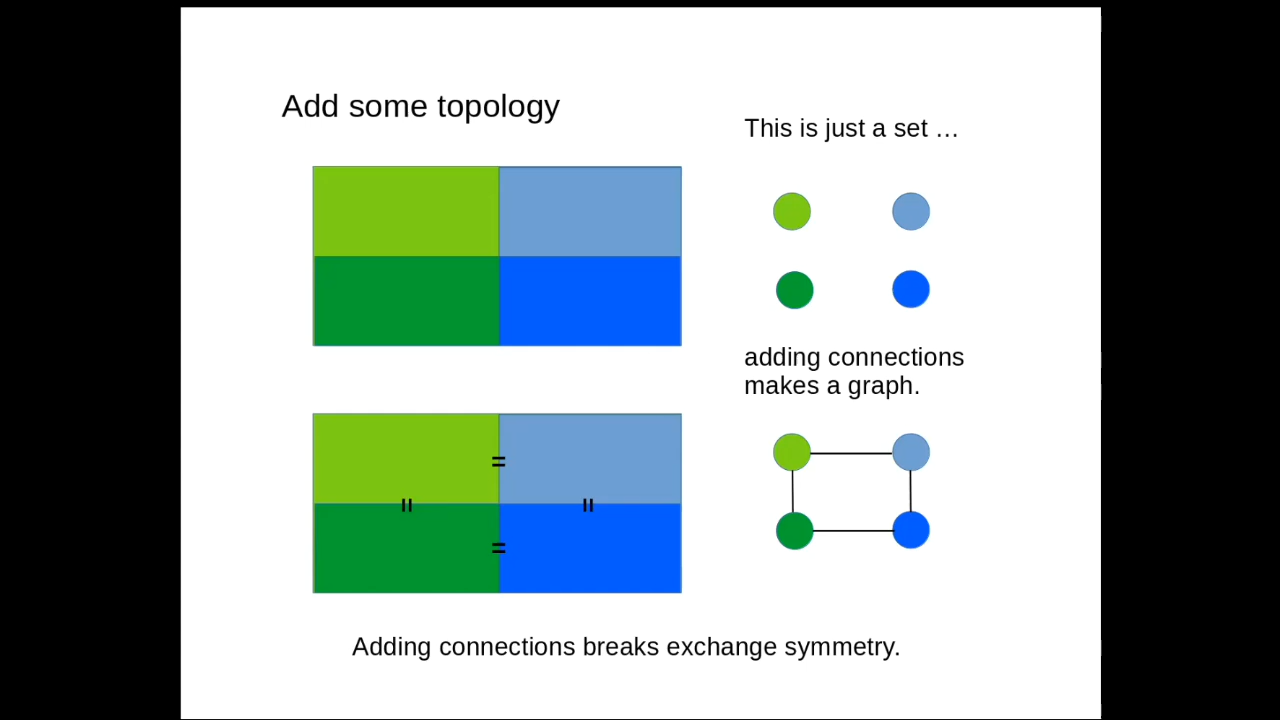 Add some topology
This is just a set …
adding connections
makes a graph.
=
= =
=
Adding connections breaks exchange symmetry.